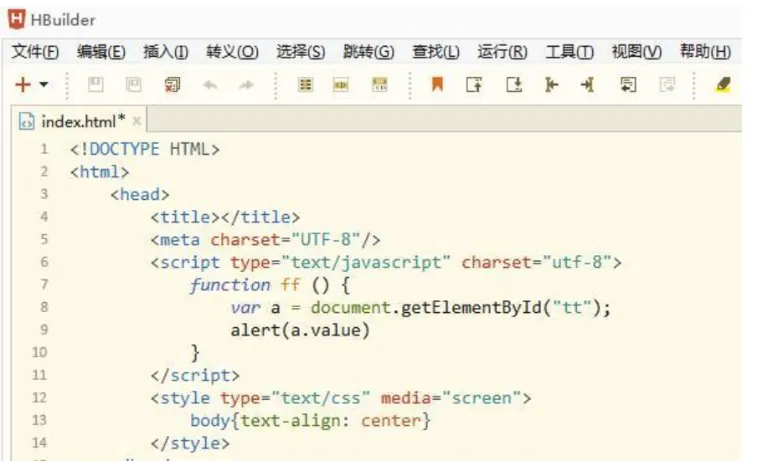 HBuilder
文件(F) 编辑(E) 插入(I) 转义(O) 选择(S) 跳转(G) 查找(L) 运行(R) 工具(T) 视图(V) 帮助(H)
index.html*
1 <!DOCTYPE HTML>
2 <html>
3 <head>
4 <title></title>
5 <meta charset="UTF-8"/>
6 <script type="text/javascript" charset="utf-8">
7 function ff () {
8 var a = document.getElementById("tt");
9 alert(a.value)
10 }
11 </script>
12 <style type="text/css" media="screen">
13 body{text-align: center}
14 </style>